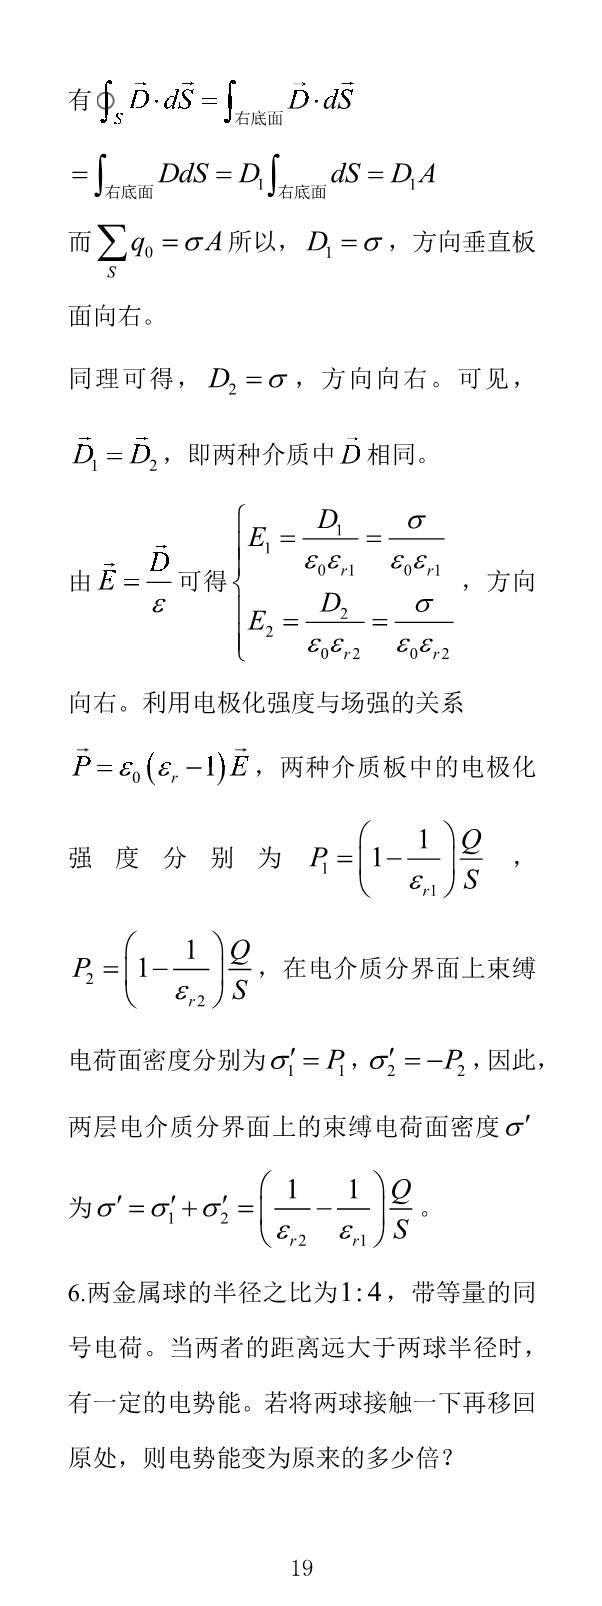 有 $\oint_S \vec{D} \cdot d\vec{S} = \int_{右底面} \vec{D} \cdot d\vec{S}$
$= \int_{右底面} DdS = D_1 \int_{右底面} dS = D_1 A$
而 $\sum_S q_0 = \sigma A$ 所以， $D_1 = \sigma$ ，方向垂直板
面向右。
同理可得， $D_2 = \sigma$ ，方向向右。可见，
$\vec{D}_1 = \vec{D}_2$ ，即两种介质中 $\vec{D}$ 相同。
由 $\vec{E} = \frac{\vec{D}}{\varepsilon}$ 可得 $\begin{cases} E_1 = \frac{D_1}{\varepsilon_0 \varepsilon_{r1}} = \frac{\sigma}{\varepsilon_0 \varepsilon_{r1}} \\ E_2 = \frac{D_2}{\varepsilon_0 \varepsilon_{r2}} = \frac{\sigma}{\varepsilon_0 \varepsilon_{r2}} \end{cases}$ ，方向
向右。利用电极化强度与场强的关系
$\vec{P} = \varepsilon_0 (\varepsilon_r - 1) \vec{E}$ ，两种介质板中的电极化
强度分别为 $P_1 = \left(1 - \frac{1}{\varepsilon_{r1}}\right) \frac{Q}{S}$ ，
$P_2 = \left(1 - \frac{1}{\varepsilon_{r2}}\right) \frac{Q}{S}$ ，在电介质分界面上束缚
电荷面密度分别为 $\sigma_1' = P_1$ ， $\sigma_2' = -P_2$ ，因此，
两层电介质分界面上的束缚电荷面密度 $\sigma'$
为 $\sigma' = \sigma_1' + \sigma_2' = \left(\frac{1}{\varepsilon_{r2}} - \frac{1}{\varepsilon_{r1}}\right) \frac{Q}{S}$ 。
6.两金属球的半径之比为1:4，带等量的同
号电荷。当两者的距离远大于两球半径时，
有一定的电势能。若将两球接触一下再移回
原处，则电势能变为原来的多少倍？
19